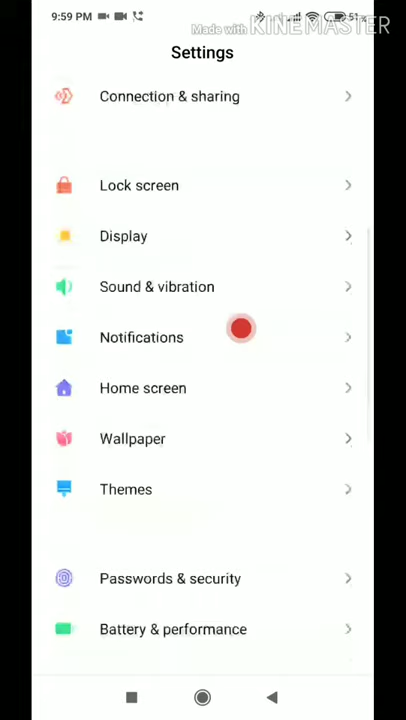 9:59 PM
51%
Made with KINEMASTER
Settings
Connection & sharing
Lock screen
Display
Sound & vibration
Notifications
Home screen
Wallpaper
Themes
Passwords & security
Battery & performance